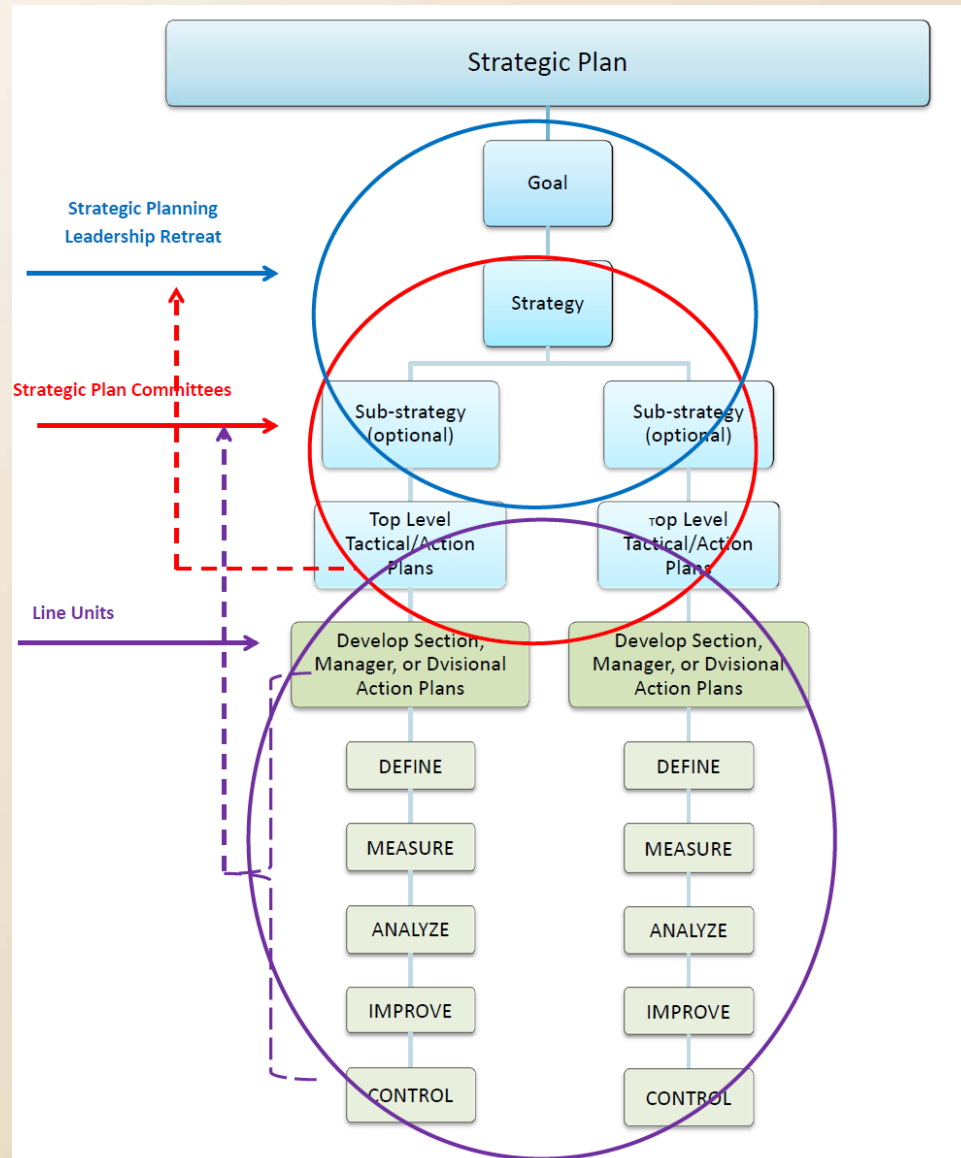 Strategic Plan
Goal
Strategic Planning
Leadership Retreat
Strategy
Strategic Plan Committees
Sub-strategy
(optional)
Sub-strategy
(optional)
Top Level
Tactical/Action
Plans
Top Level
Tactical/Action
Plans
Line Units
Develop Section,
Manager, or Dvisional
Action Plans
Develop Section,
Manager, or Dvisional
Action Plans
DEFINE
DEFINE
MEASURE
MEASURE
ANALYZE
ANALYZE
IMPROVE
IMPROVE
CONTROL
CONTROL